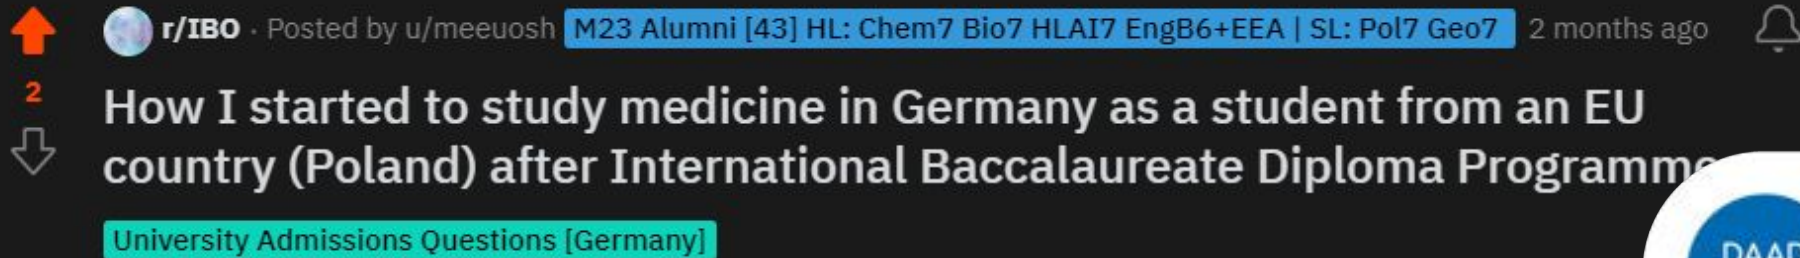 r/IBO · Posted by u/meeuosh M23 Alumni [43] HL: Chem7 Bio7 HLAI7 EngB6+EEA | SL: Pol7 Geo7 2 months ago
2
How I started to study medicine in Germany as a student from an EU
country (Poland) after International Baccalaureate Diploma Programme
University Admissions Questions [Germany]
DAAD